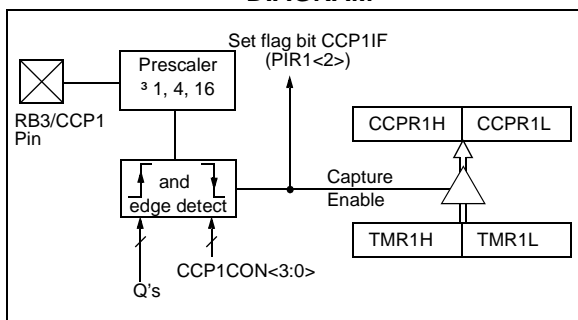 DIAGRAM
Set flag bit CCP1IF
(PIR1<2>)
Prescaler
³ 1, 4, 16
RB3/CCP1
Pin
CCPR1H
CCPR1L
and
edge detect
Capture
Enable
TMR1H
TMR1L
CCP1CON<3:0>
Q's